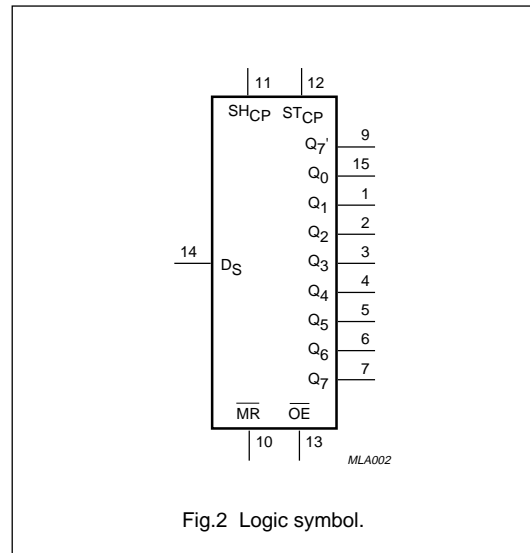 11 12
SHCP STCP
Q7' 9
Q0 15
Q1 1
Q2 2
14 DS Q3 3
Q4 4
Q5 5
Q6 6
Q7 7
MR OE
10 13
MLA002
Fig.2 Logic symbol.